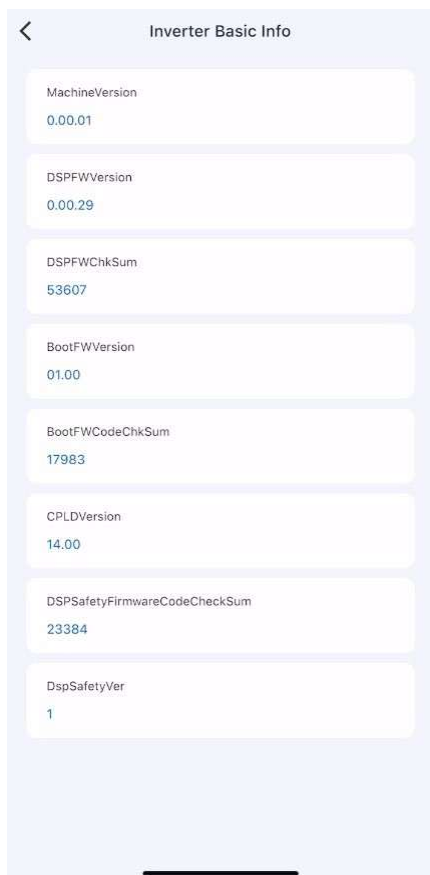 Inverter Basic Info
MachineVersion
0.00.01
DSPFWVersion
0.00.29
DSPFWChkSum
53607
BootFWVersion
01.00
BootFWCodeChkSum
17983
CPLDVersion
14.00
DSPSafetyFirmwareCodeCheckSum
23384
DspSafetyVer
1